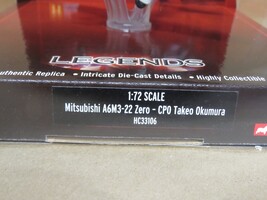 LEGENDS
Authentic Replica • Intricate Die-Cast Details • Highly Collectible
1:72 SCALE
Mitsubishi A6M3-22 Zero - CPO Takeo Okumura
HC33106